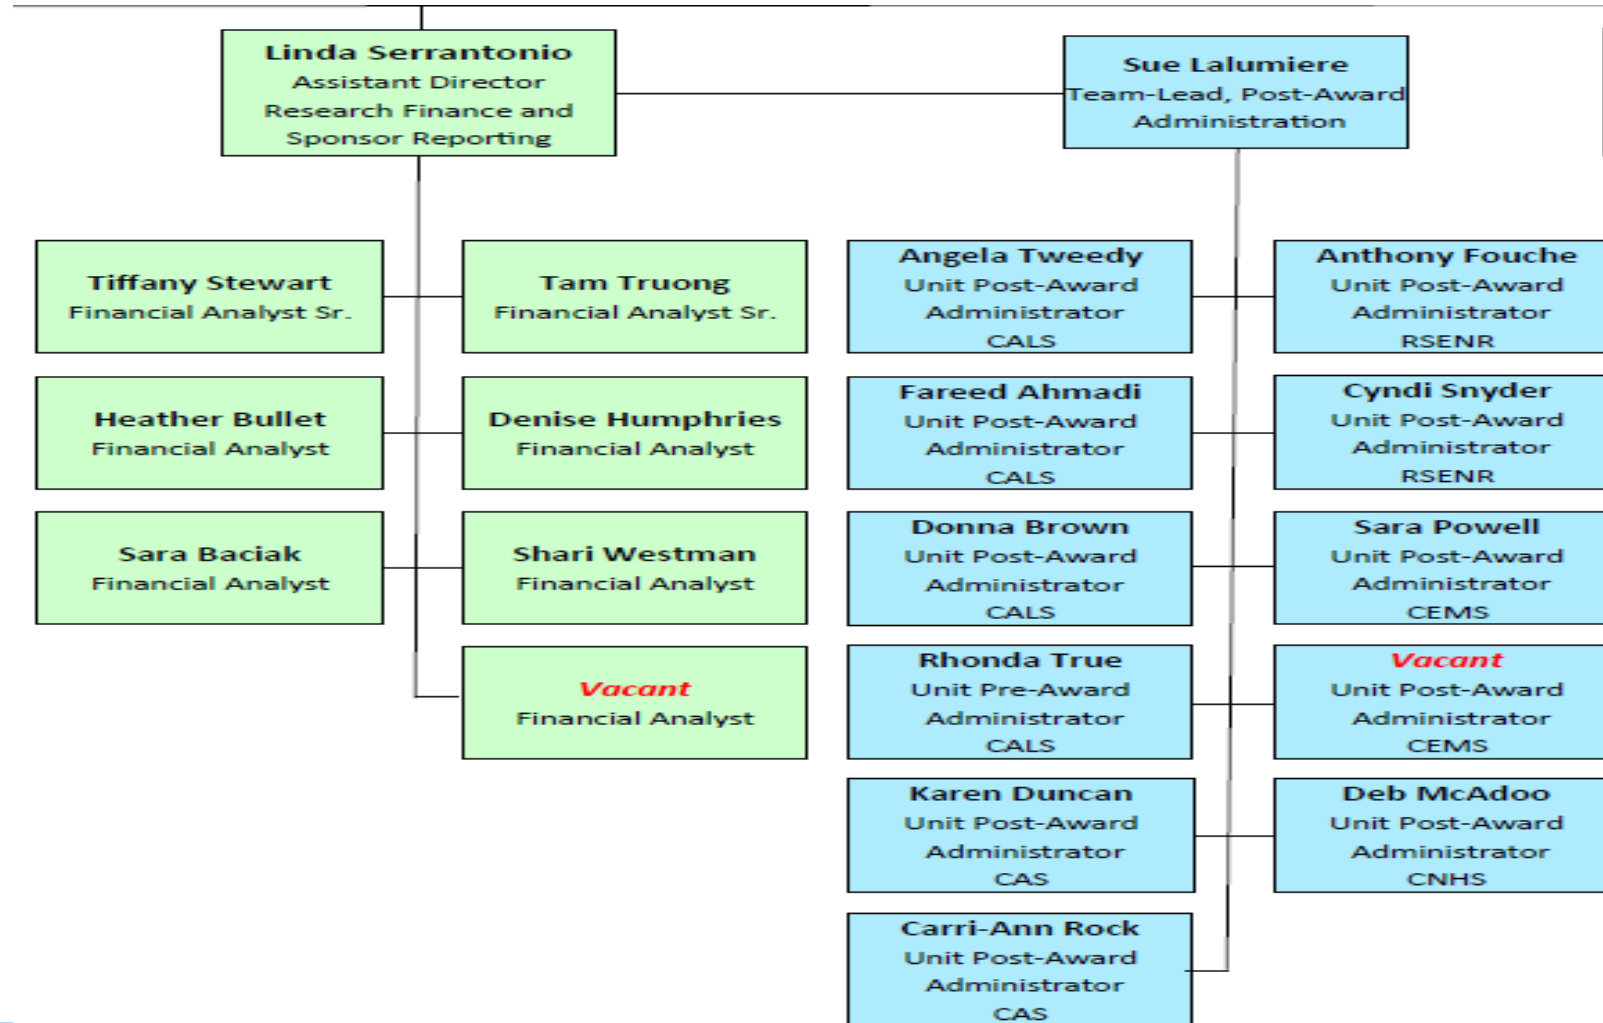 Linda Serrantonio
Assistant Director
Research Finance and
Sponsor Reporting
Sue Lalumiere
Team-Lead, Post-Award
Administration
Tiffany Stewart
Financial Analyst Sr.
Tam Truong
Financial Analyst Sr.
Angela Tweedy
Unit Post-Award
Administrator
CALS
Anthony Fouche
Unit Post-Award
Administrator
RSENR
Heather Bullet
Financial Analyst
Denise Humphries
Financial Analyst
Fareed Ahmadi
Unit Post-Award
Administrator
CALS
Cyndi Snyder
Unit Post-Award
Administrator
RSENR
Sara Baciak
Financial Analyst
Shari Westman
Financial Analyst
Donna Brown
Unit Post-Award
Administrator
CALS
Sara Powell
Unit Post-Award
Administrator
CEMS
Vacant
Financial Analyst
Rhonda True
Unit Pre-Award
Administrator
CALS
Vacant
Unit Post-Award
Administrator
CEMS
Karen Duncan
Unit Post-Award
Administrator
CAS
Deb McAdoo
Unit Post-Award
Administrator
CNHS
Carri-Ann Rock
Unit Post-Award
Administrator
CAS